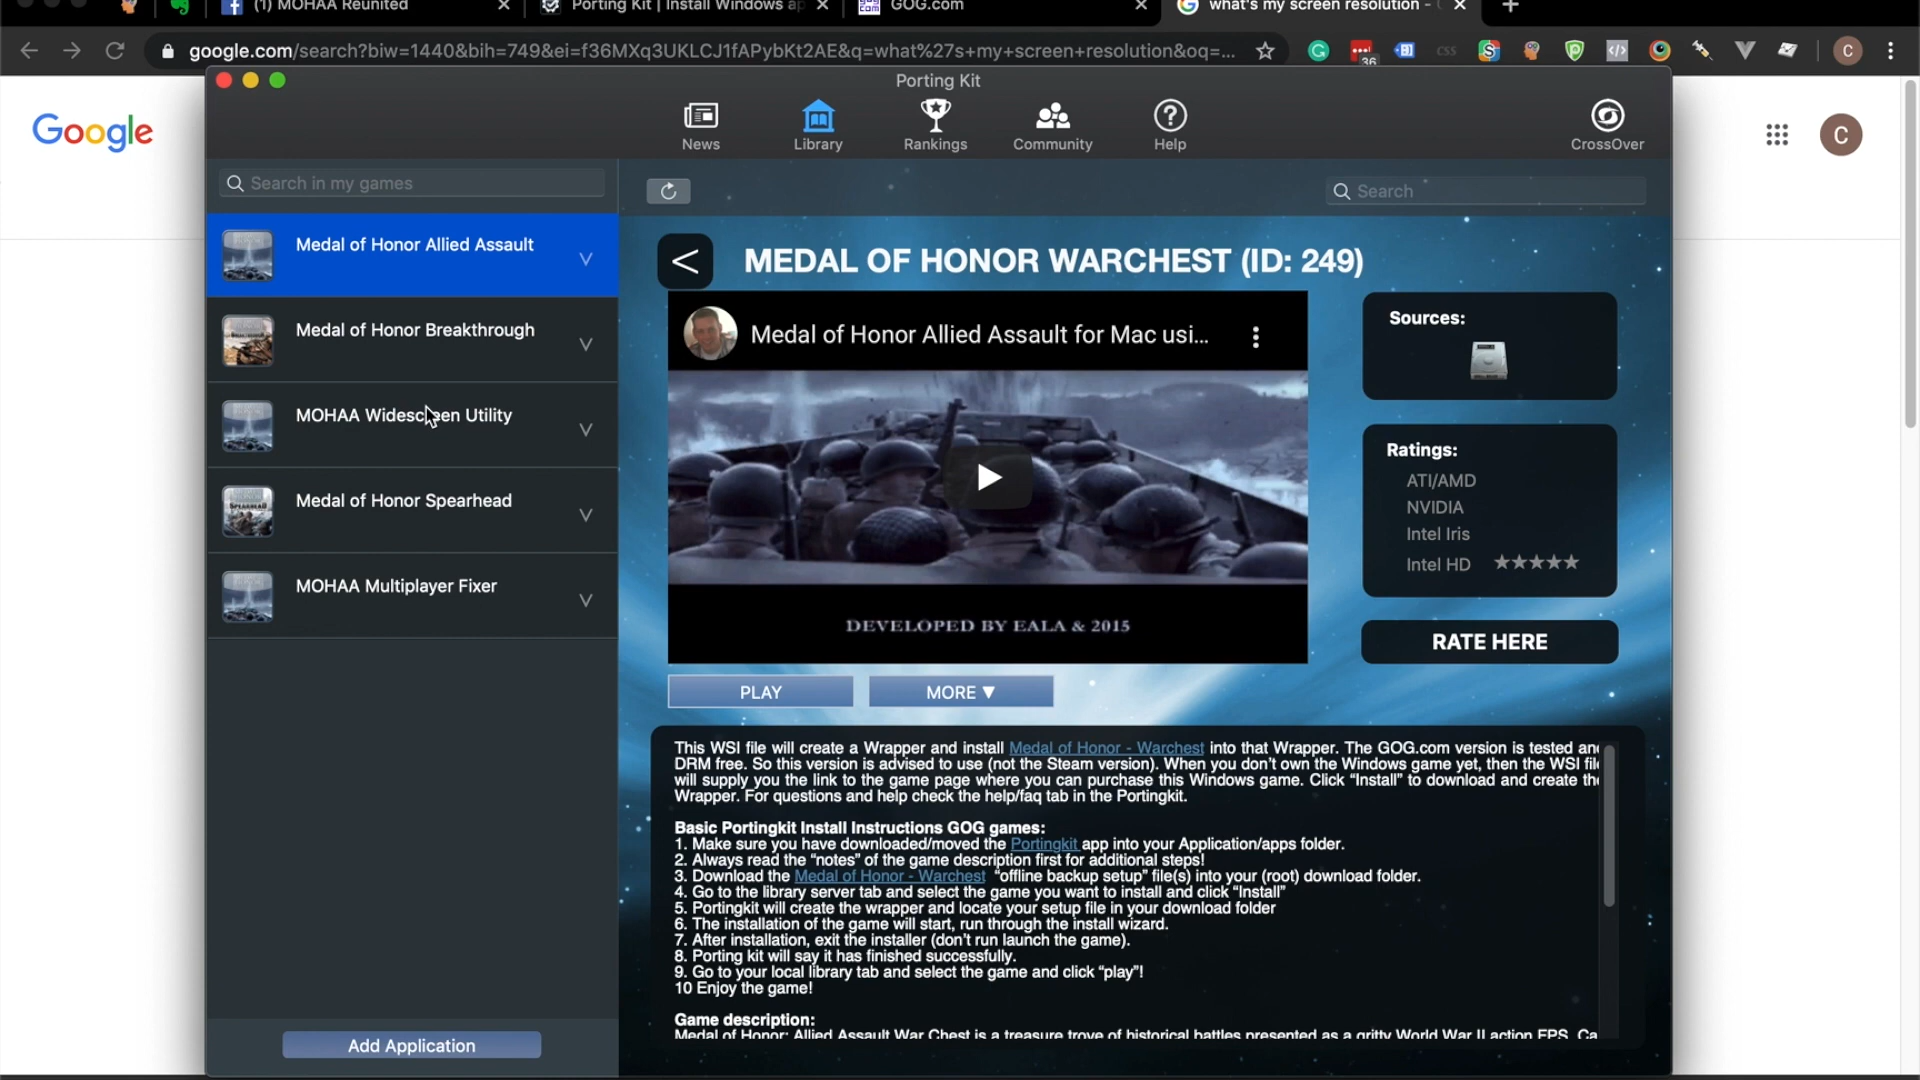 (1) MOHAA Reunited
Porting Kit | Install Windows ap
GOG.com
what's my screen resolution -
google.com/search?biw=1440&bih=749&ei=f36MXq3UKLCJ1fAPybKt2AE&q=what%27s+my+screen+resolution&oq=...
36
css
C
Google
C
Porting Kit
News
Library
Rankings
Community
Help
CrossOver
Search in my games
Search
Medal of Honor Allied Assault
Medal of Honor Breakthrough
MOHAA Widescreen Utility
Medal of Honor Spearhead
MOHAA Multiplayer Fixer
Add Application
MEDAL OF HONOR WARCHEST (ID: 249)
Medal of Honor Allied Assault for Mac usi...
DEVELOPED BY EALA & 2015
Sources:
Ratings:
ATI/AMD
NVIDIA
Intel Iris
Intel HD ★★★★★
RATE HERE
PLAY
MORE ▼
This WSI file will create a Wrapper and install Medal of Honor - Warchest into that Wrapper. The GOG.com version is tested and
DRM free. So this version is advised to use (not the Steam version). When you don't own the Windows game yet, then the WSI file
will supply you the link to the game page where you can purchase this Windows game. Click “Install” to download and create the
Wrapper. For questions and help check the help/faq tab in the Portingkit.
Basic Portingkit Install Instructions GOG games:
1. Make sure you have downloaded/moved the Portingkit app into your Application/apps folder.
2. Always read the “notes” of the game description first for additional steps!
3. Download the Medal of Honor - Warchest “offline backup setup” file(s) into your (root) download folder.
4. Go to the library server tab and select the game you want to install and click “Install”
5. Portingkit will create the wrapper and locate your setup file in your download folder
6. The installation of the game will start, run through the install wizard.
7. After installation, exit the installer (don't run launch the game).
8. Porting kit will say it has finished successfully.
9. Go to your local library tab and select the game and click “play”!
10 Enjoy the game!
Game description:
Medal of Honor: Allied Assault War Chest is a treasure trove of historical battles presented as a gritty World War II action FPS. Ca